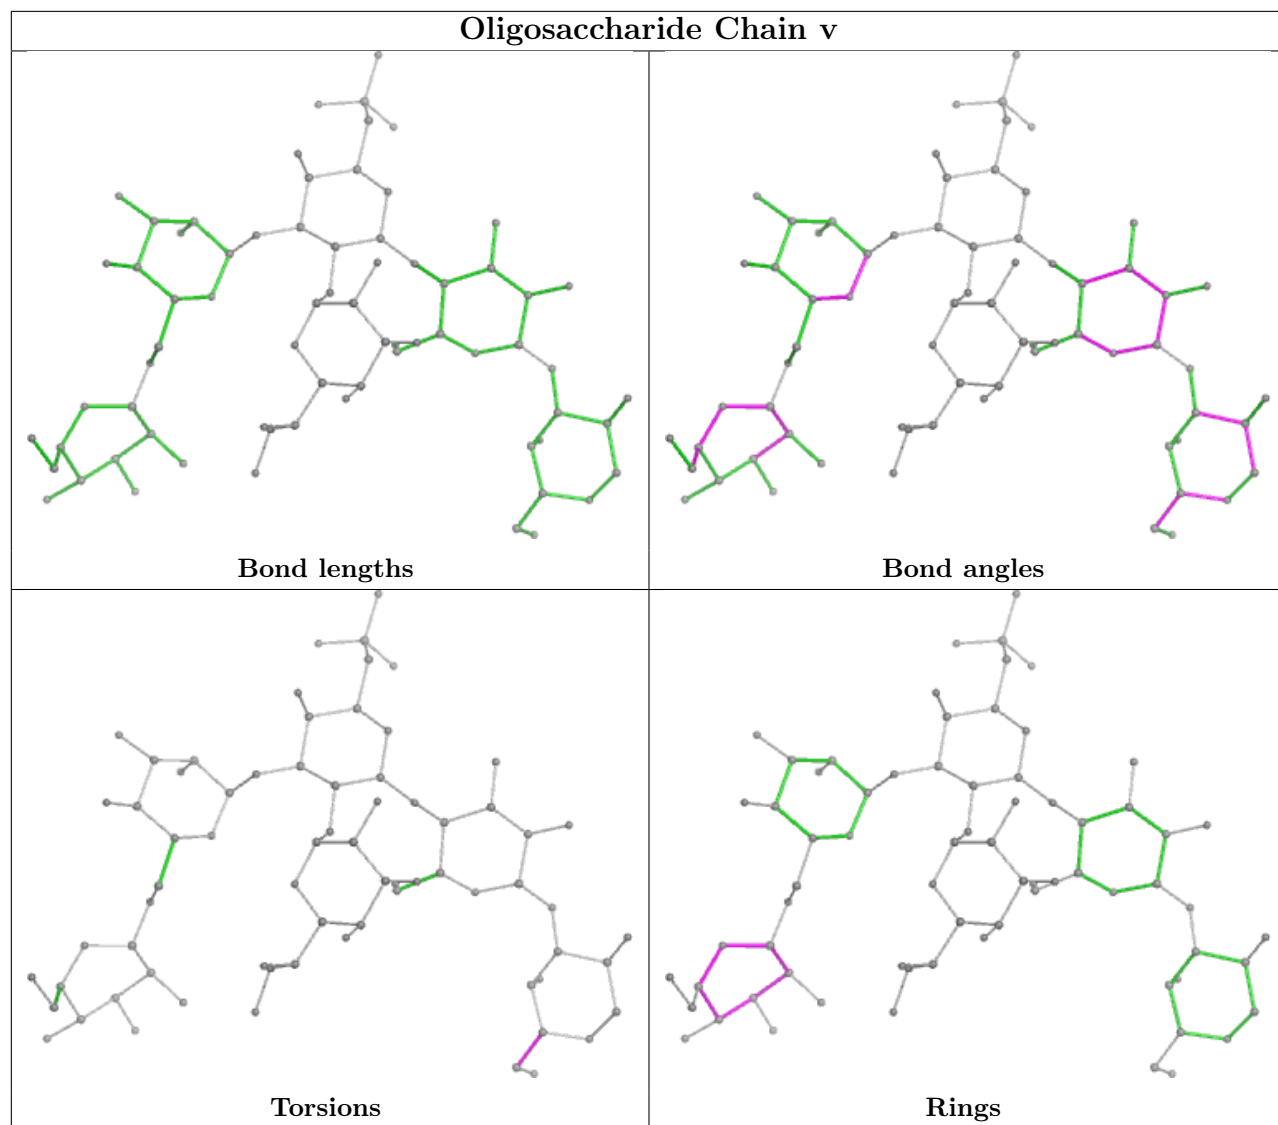 Oligosaccharide Chain v
Bond lengths
Bond angles
Torsions
Rings